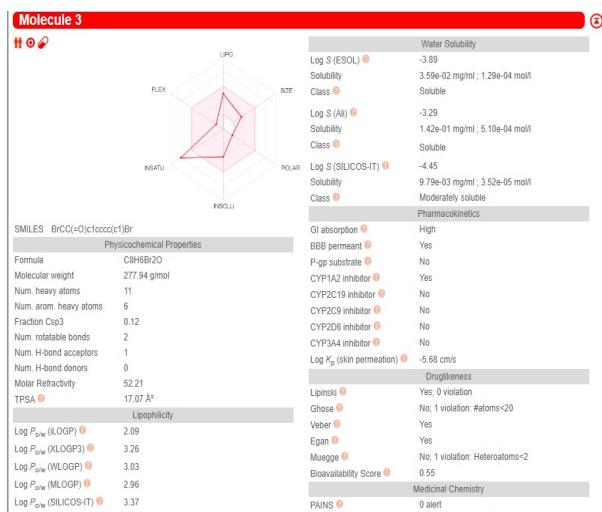 Molecule 3
LIPO
FLEX
SIZE
INSATU
POLAR
INSOLU
SMILES BrCC(=O)c1cccc(c1)Br
Physicochemical Properties
Formula C8H6Br2O
Molecular weight 277.94 g/mol
Num. heavy atoms 11
Num. arom. heavy atoms 6
Fraction Csp3 0.12
Num. rotatable bonds 2
Num. H-bond acceptors 1
Num. H-bond donors 0
Molar Refractivity 52.21
TPSA ? 17.07 Å²
Lipophilicity
Log Po/w (iLOGP) ? 2.09
Log Po/w (XLOGP3) ? 3.26
Log Po/w (WLOGP) ? 3.03
Log Po/w (MLOGP) ? 2.96
Log Po/w (SILICOS-IT) ? 3.37
Water Solubility
Log S (ESOL) ? -3.89
Solubility 3.59e-02 mg/ml ; 1.29e-04 mol/l
Class ? Soluble
Log S (Ali) ? -3.29
Solubility 1.42e-01 mg/ml ; 5.10e-04 mol/l
Class ? Soluble
Log S (SILICOS-IT) ? -4.45
Solubility 9.79e-03 mg/ml ; 3.52e-05 mol/l
Class ? Moderately soluble
Pharmacokinetics
GI absorption ? High
BBB permeant ? Yes
P-gp substrate ? No
CYP1A2 inhibitor ? Yes
CYP2C19 inhibitor ? No
CYP2C9 inhibitor ? No
CYP2D6 inhibitor ? No
CYP3A4 inhibitor ? No
Log Kp (skin permeation) ? -5.68 cm/s
Druglikeness
Lipinski ? Yes; 0 violation
Ghose ? No; 1 violation: #atoms<20
Veber ? Yes
Egan ? Yes
Muegge ? No; 1 violation: Heteroatoms<2
Bioavailability Score ? 0.55
Medicinal Chemistry
PAINS ? 0 alert